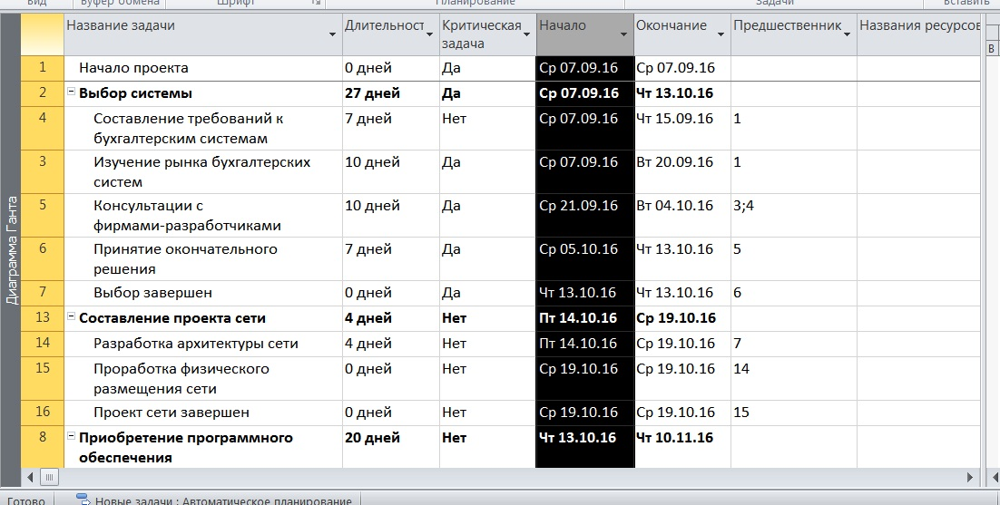 Вид Буфер обмена Шрифт Планирование Задачи Вставить
Название задачи Длительност Критическая задача Начало Окончание Предшественник Названия ресурсов
В
1 Начало проекта 0 дней Да Ср 07.09.16 Ср 07.09.16
2 Выбор системы 27 дней Да Ср 07.09.16 Чт 13.10.16
4 Составление требований к 7 дней Нет Ср 07.09.16 Чт 15.09.16 1
бухгалтерским системам
3 Изучение рынка бухгалтерских 10 дней Да Ср 07.09.16 Вт 20.09.16 1
систем
5 Консультации с 10 дней Да Ср 21.09.16 Вт 04.10.16 3;4
фирмами-разработчиками
6 Принятие окончательного 7 дней Да Ср 05.10.16 Чт 13.10.16 5
решения
7 Выбор завершен 0 дней Да Чт 13.10.16 Чт 13.10.16 6
13 Составление проекта сети 4 дней Нет Пт 14.10.16 Ср 19.10.16
14 Разработка архитектуры сети 4 дней Нет Пт 14.10.16 Ср 19.10.16 7
15 Проработка физического 0 дней Нет Ср 19.10.16 Ср 19.10.16 14
размещения сети
16 Проект сети завершен 0 дней Нет Ср 19.10.16 Ср 19.10.16 15
8 Приобретение программного 20 дней Нет Чт 13.10.16 Чт 10.11.16
обеспечения
Диаграмма Ганта
Готово Новые задачи : Автоматическое планирование